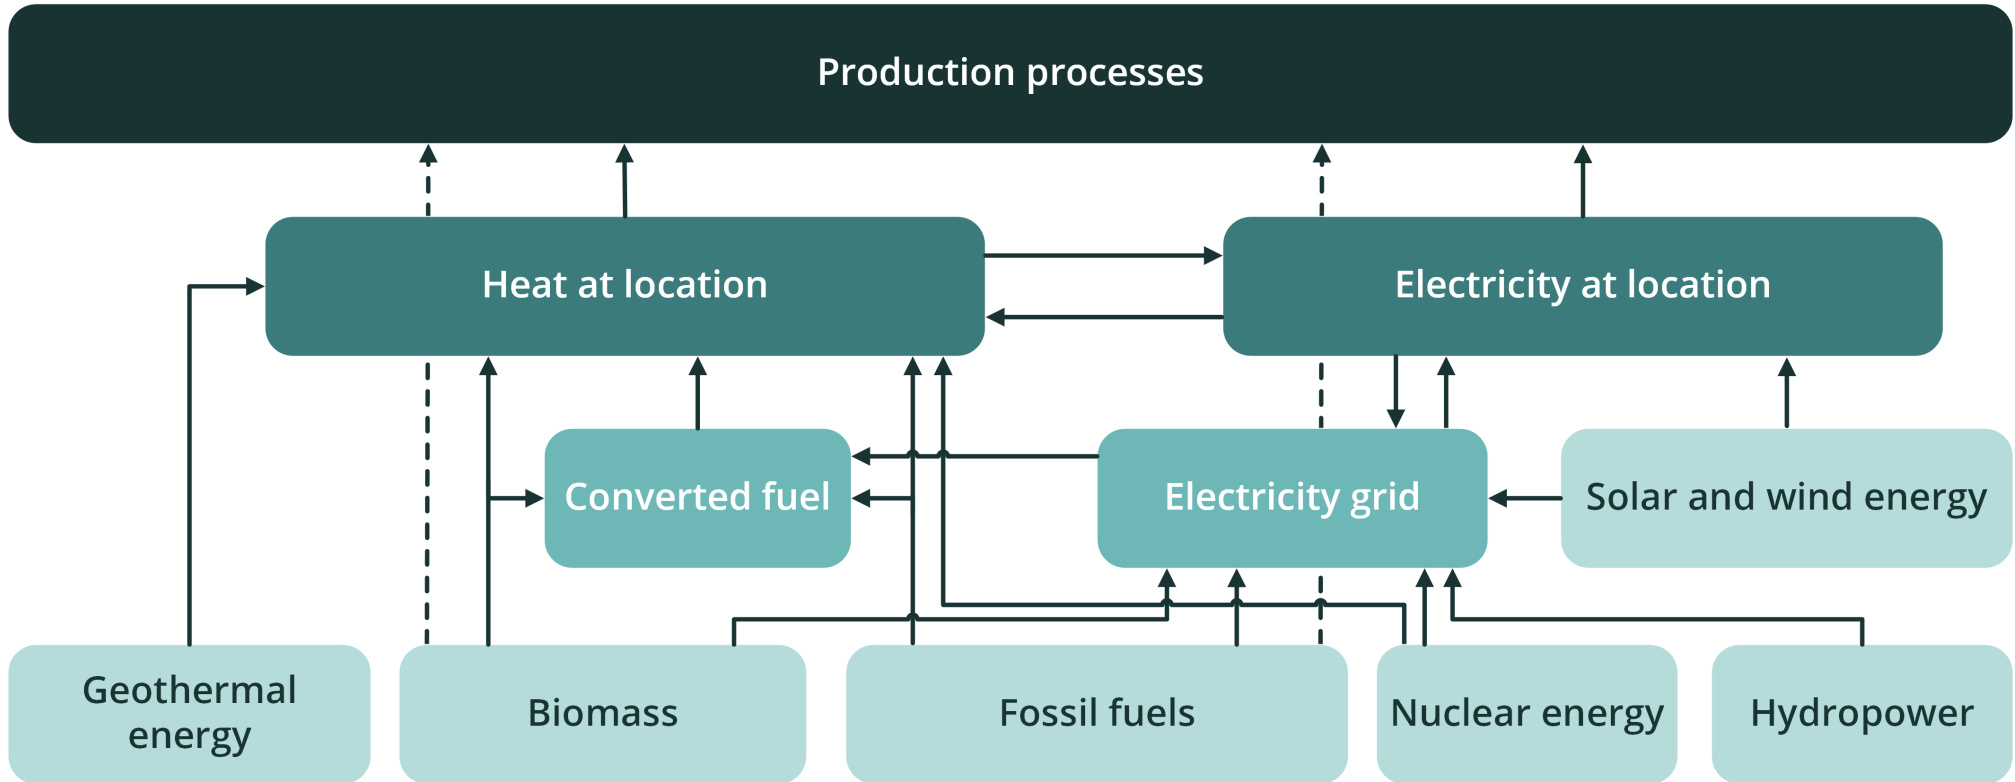 Production processes
Heat at location
Electricity at location
Converted fuel
Electricity grid
Solar and wind energy
Geothermal
energy
Biomass
Fossil fuels
Nuclear energy
Hydropower